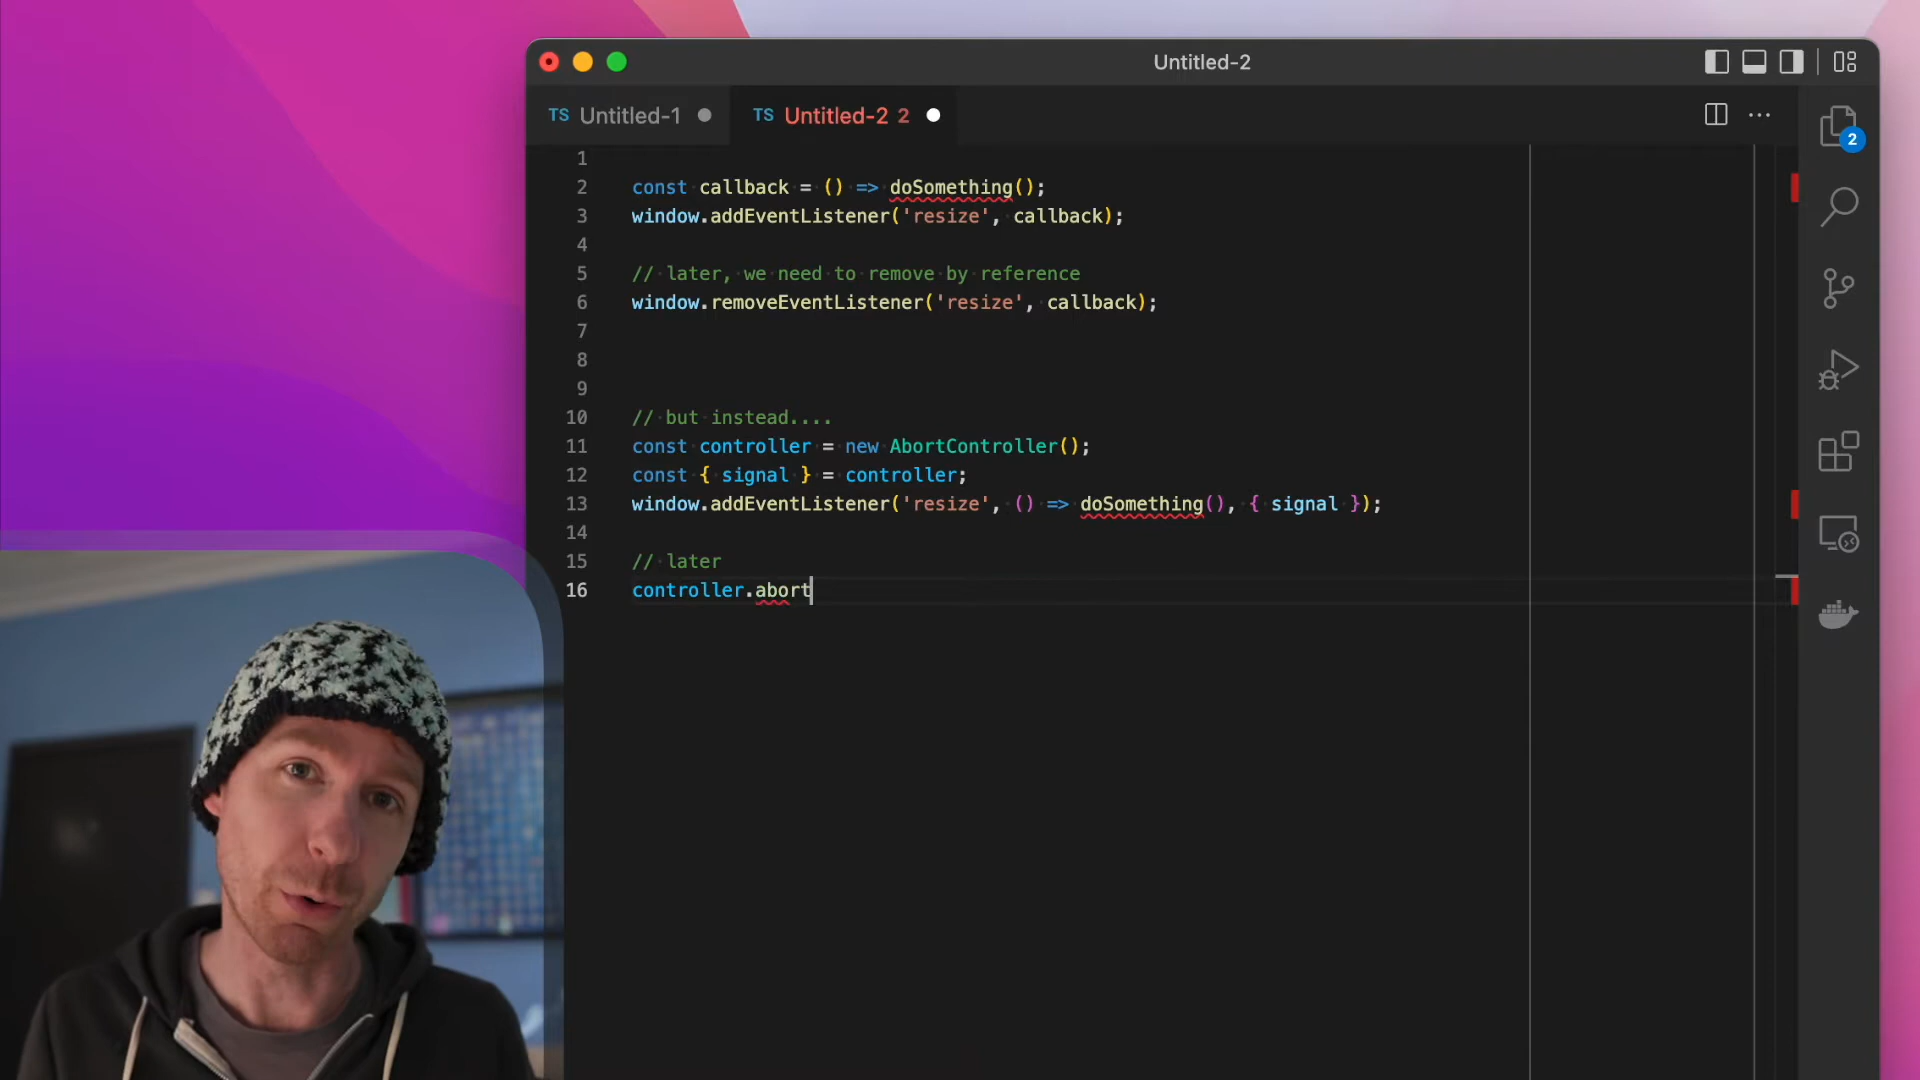 Untitled-2
TS Untitled-1
TS Untitled-2 2
2
1
2 const callback = () => doSomething();
3 window.addEventListener('resize', callback);
4
5 // later, we need to remove by reference
6 window.removeEventListener('resize', callback);
7
8
9
10 // but instead....
11 const controller = new AbortController();
12 const { signal } = controller;
13 window.addEventListener('resize', () => doSomething(), { signal });
14
15 // later
16 controller.abort